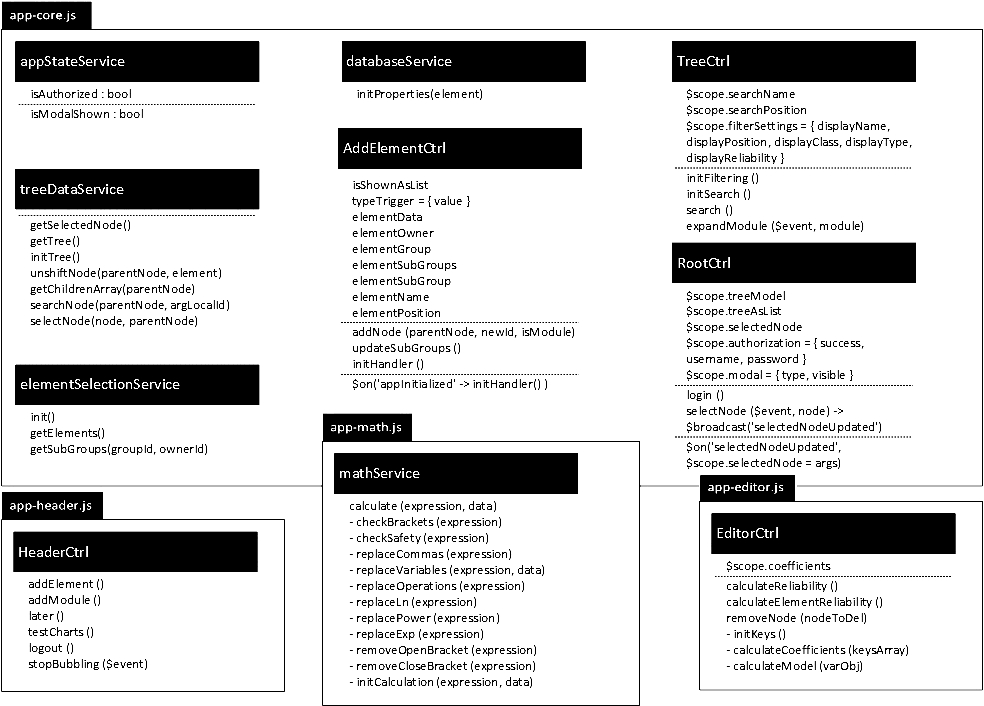 app-core.js
appStateService
isAuthorized : bool
isModalShown : bool
treeDataService
getSelectedNode()
getTree()
initTree()
unshiftNode(parentNode, element)
getChildrenArray(parentNode)
searchNode(parentNode, argLocalId)
selectNode(node, parentNode)
elementSelectionService
init()
getElements()
getSubGroups(groupId, ownerId)
databaseService
initProperties(element)
AddElementCtrl
isShownAsList
typeTrigger = { value }
elementData
elementOwner
elementGroup
elementSubGroups
elementSubGroup
elementName
elementPosition
addNode (parentNode, newId, isModule)
updateSubGroups ()
initHandler ()
$on('appInitialized' -> initHandler() )
TreeCtrl
$scope.searchName
$scope.searchPosition
$scope.filterSettings = { displayName,
displayPosition, displayClass, displayType,
displayReliability }
initFiltering ()
initSearch ()
search ()
expandModule ($event, module)
RootCtrl
$scope.treeModel
$scope.treeAsList
$scope.selectedNode
$scope.authorization = { success,
username, password }
$scope.modal = { type, visible }
login ()
selectNode ($event, node) ->
$broadcast('selectedNodeUpdated')
$on('selectedNodeUpdated',
$scope.selectedNode = args)
app-header.js
HeaderCtrl
addElement ()
addModule ()
later ()
testCharts ()
logout ()
stopBubbling ($event)
app-math.js
mathService
calculate (expression, data)
- checkBrackets (expression)
- checkSafety (expression)
- replaceCommas (expression)
- replaceVariables (expression, data)
- replaceOperations (expression)
- replaceLn (expression)
- replacePower (expression)
- replaceExp (expression)
- removeOpenBracket (expression)
- removeCloseBracket (expression)
- initCalculation (expression, data)
app-editor.js
EditorCtrl
$scope.coefficients
calculateReliability ()
calculateElementReliability ()
removeNode (nodeToDel)
- initKeys ()
- calculateCoefficients (keysArray)
- calculateModel (varObj)